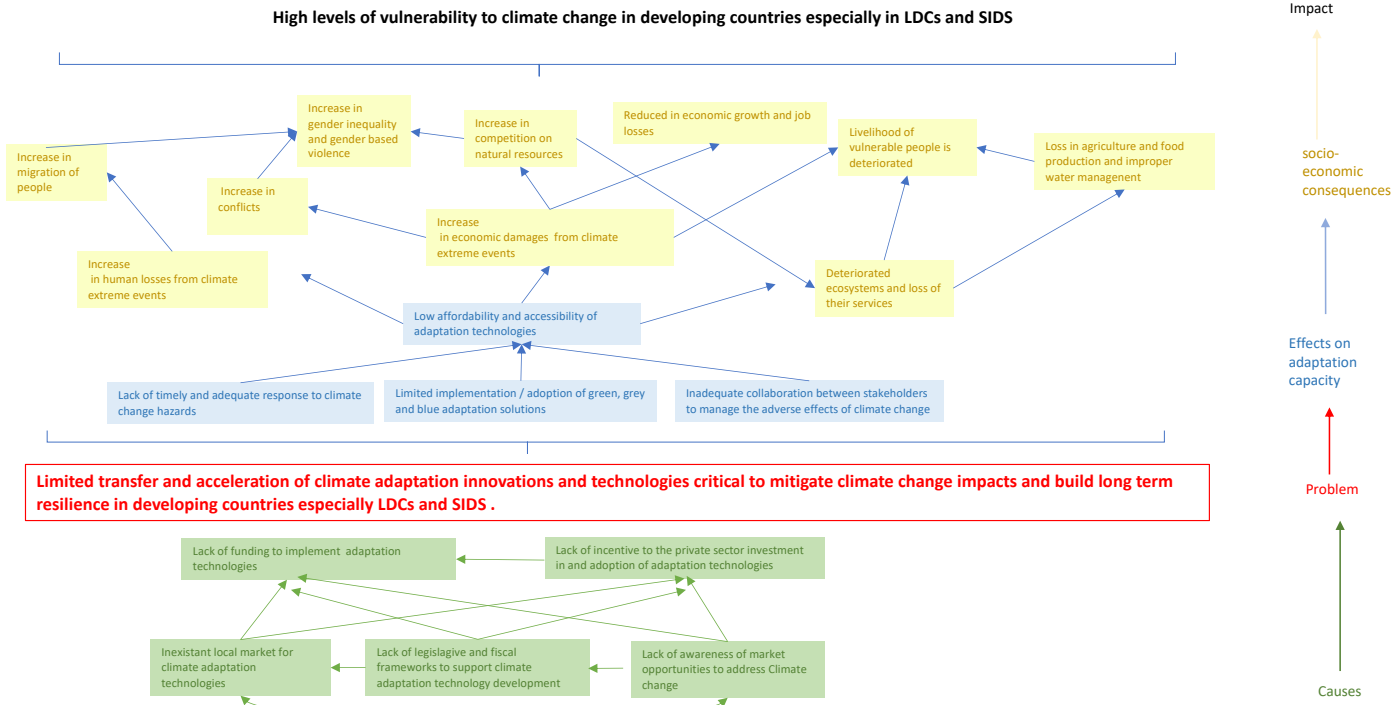 High levels of vulnerability to climate change in developing countries especially in LDCs and SIDS
Impact
Increase in
gender inequality
and gender based
violence
Increase in
competition on
natural resources
Reduced in economic growth and job
losses
Livelihood of
vulnerable people is
deteriorated
Loss in agriculture and food
production and improper
water management
socio-
economic
consequences
Increase in
migration of
people
Increase in
conflicts
Increase
in economic damages from climate
extreme events
Increase
in human losses from climate
extreme events
Deteriorated
ecosystems and loss of
their services
Low affordability and accessibility of
adaptation technologies
Effects on
adaptation
capacity
Lack of timely and adequate response to climate
change hazards
Limited implementation / adoption of green, grey
and blue adaptation solutions
Inadequate collaboration between stakeholders
to manage the adverse effects of climate change
Limited transfer and acceleration of climate adaptation innovations and technologies critical to mitigate climate change impacts and build long term
resilience in developing countries especially LDCs and SIDS .
Problem
Lack of funding to implement adaptation
technologies
Lack of incentive to the private sector investment
in and adoption of adaptation technologies
Inexistant local market for
climate adaptation
technologies
Lack of legislagive and fiscal
frameworks to support climate
adaptation technology development
Lack of awareness of market
opportunities to address Climate
change
Causes